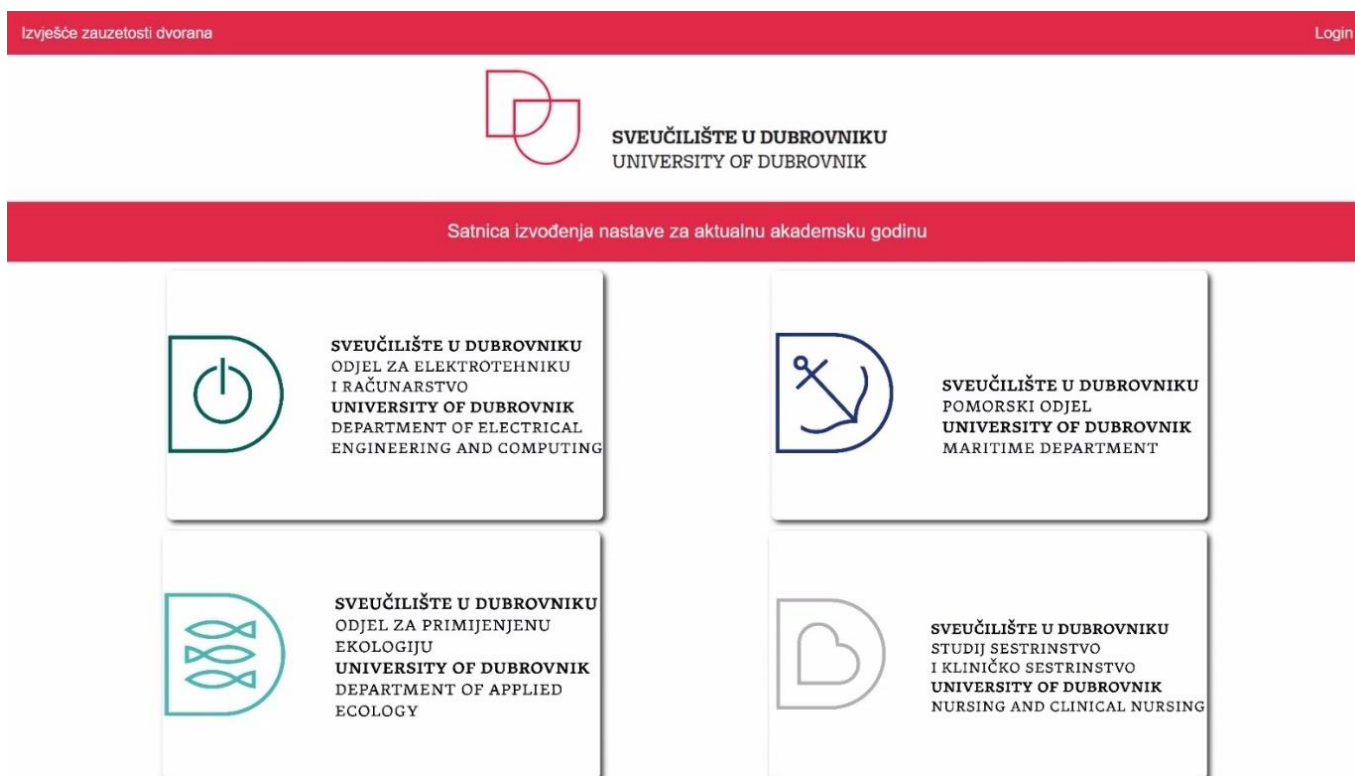 Izvješće zauzetosti dvorana
Login
SVEUČILIŠTE U DUBROVNIKU
UNIVERSITY OF DUBROVNIK
Satnica izvođenja nastave za aktualnu akademsku godinu
SVEUČILIŠTE U DUBROVNIKU
ODJEL ZA ELEKTROTEHNIKU
I RAČUNARSTVO
UNIVERSITY OF DUBROVNIK
DEPARTMENT OF ELECTRICAL
ENGINEERING AND COMPUTING
SVEUČILIŠTE U DUBROVNIKU
POMORSKI ODJEL
UNIVERSITY OF DUBROVNIK
MARITIME DEPARTMENT
SVEUČILIŠTE U DUBROVNIKU
ODJEL ZA PRIMIJENJENU
EKOLOGIJU
UNIVERSITY OF DUBROVNIK
DEPARTMENT OF APPLIED
ECOLOGY
SVEUČILIŠTE U DUBROVNIKU
STUDIJ SESTRINSTVO
I KLINIČKO SESTRINSTVO
UNIVERSITY OF DUBROVNIK
NURSING AND CLINICAL NURSING